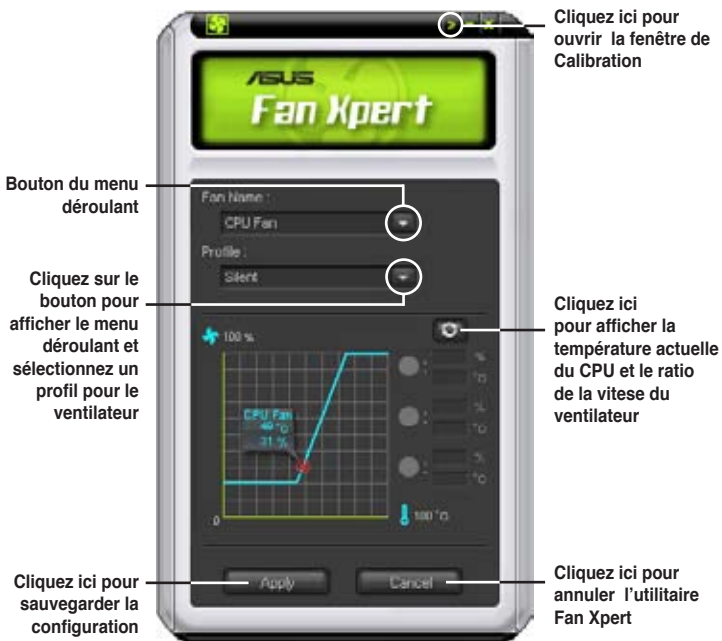 Cliquez ici pour
ouvrir la fenêtre de
Calibration
ASUS
Fan Xpert
Bouton du menu
déroulant
Fan Name :
CPU Fan
Profile :
Silent
Cliquez sur le
bouton pour
afficher le menu
déroulant et
sélectionnez un
profil pour le
ventilateur
Cliquez ici
pour afficher la
température actuelle
du CPU et le ratio
de la vitese du
ventilateur
100 %
%
°C
%
°C
%
°C
CPU Fan
°C
31 %
0
100 °C
Apply
Cancel
Cliquez ici pour
sauvegarder la
configuration
Cliquez ici pour
annuler l'utilitaire
Fan Xpert